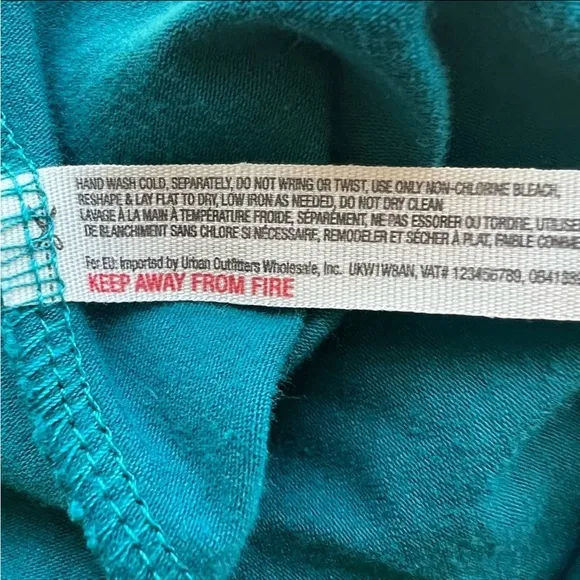 HAND WASH COLD, SEPARATELY, DO NOT WRING OR TWIST, USE ONLY NON-CHLORINE BLEACH,
RESHAPE & LAY FLAT TO DRY, LOW IRON AS NEEDED, DO NOT DRY CLEAN
LAVAGE À LA MAIN À TEMPÉRATURE FROIDE, SÉPARÉMENT, NE PAS ESSORER OU TORDRE, UTILISE
DE BLANCHIMENT SANS CHLORE SI NÉCESSAIRE, REMODELER ET SÉCHER À PLAT, FAIBLE
For EU: Imported by Urban Outfitters Wholesale, Inc. UKW1W8AN, VAT# 123456789,
KEEP AWAY FROM FIRE